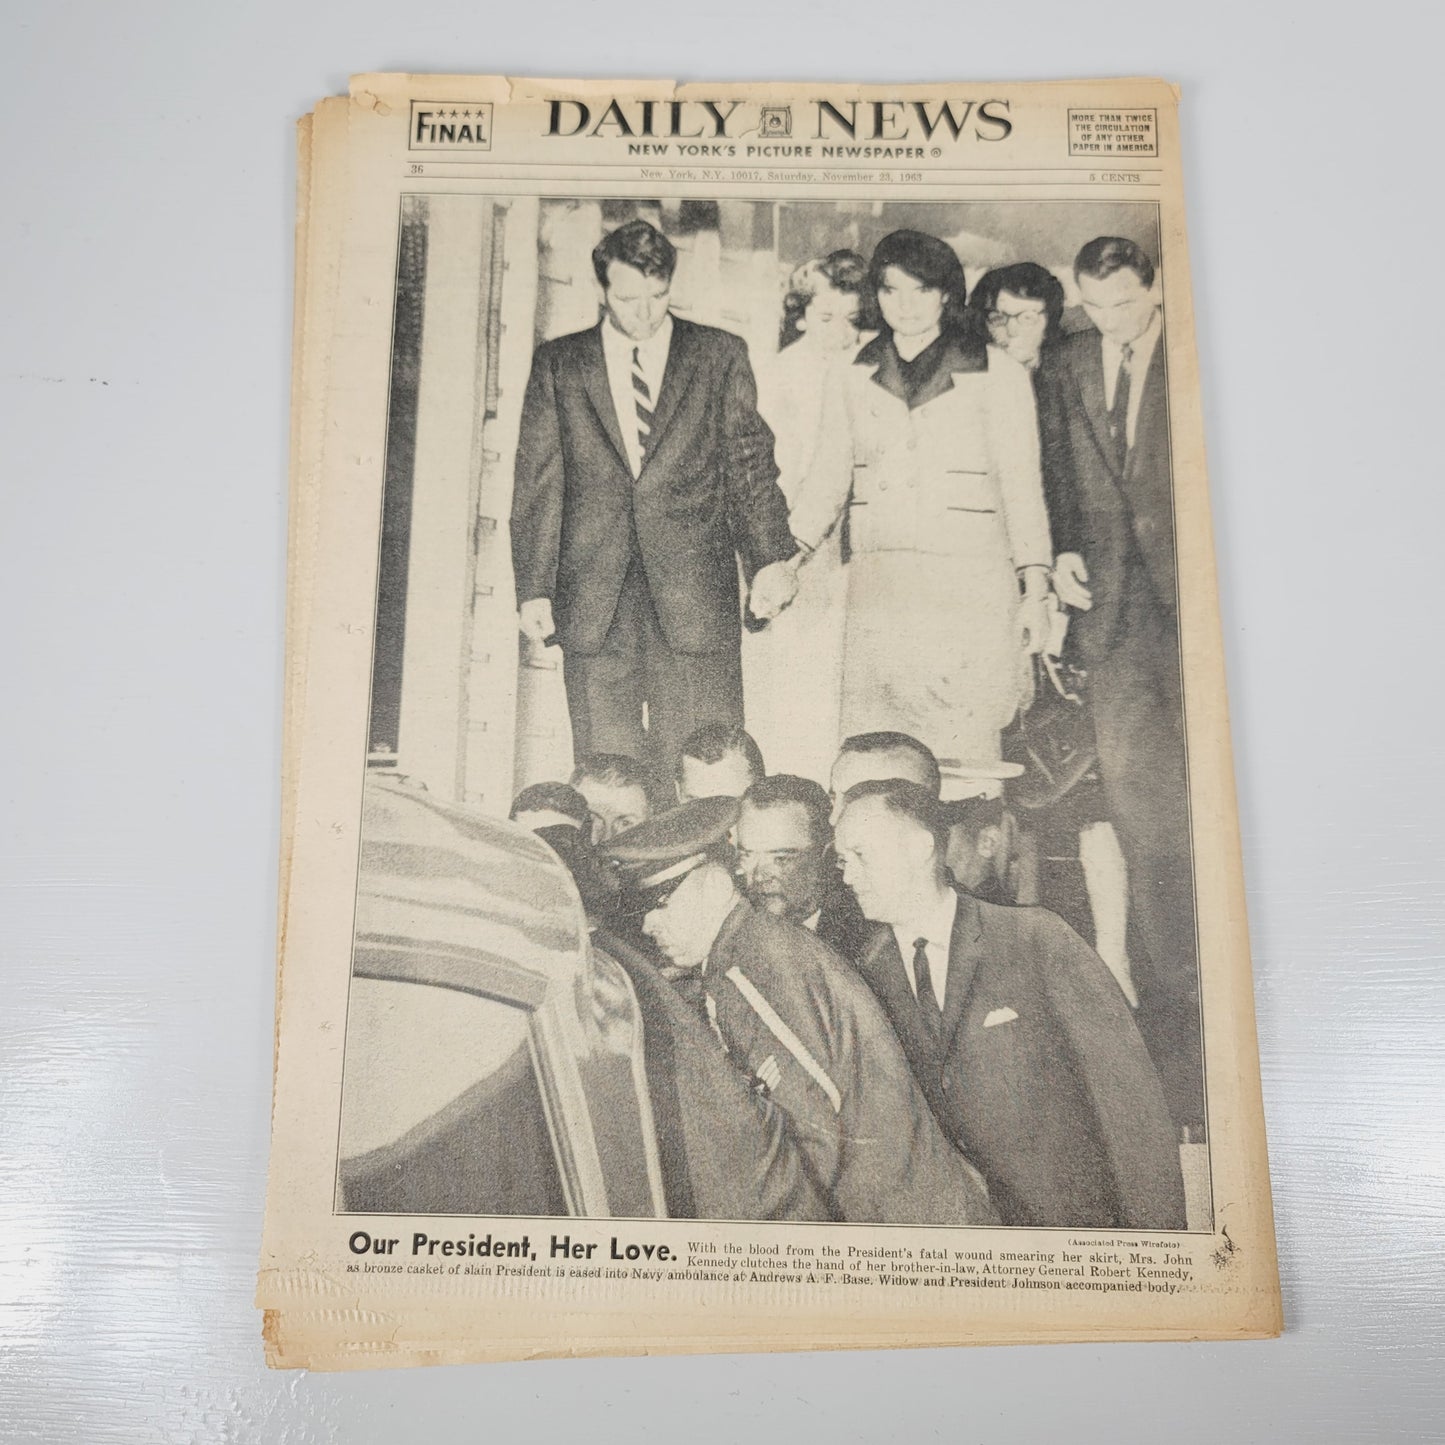 ★★★★
FINAL
DAILY NEWS
NEW YORK'S PICTURE NEWSPAPER ®
MORE THAN TWICE
THE CIRCULATION
OF ANY OTHER
PAPER IN AMERICA
36
New York, N.Y. 10017, Saturday, November 23, 1963
5 CENTS
(Associated Press Wirefoto)
Our President, Her Love. With the blood from the President's fatal wound smearing her skirt, Mrs. John
Kennedy clutches the hand of her brother-in-law, Attorney General Robert Kennedy,
as bronze casket of slain President is eased into Navy ambulance at Andrews A. F. Base. Widow and President Johnson accompanied body.